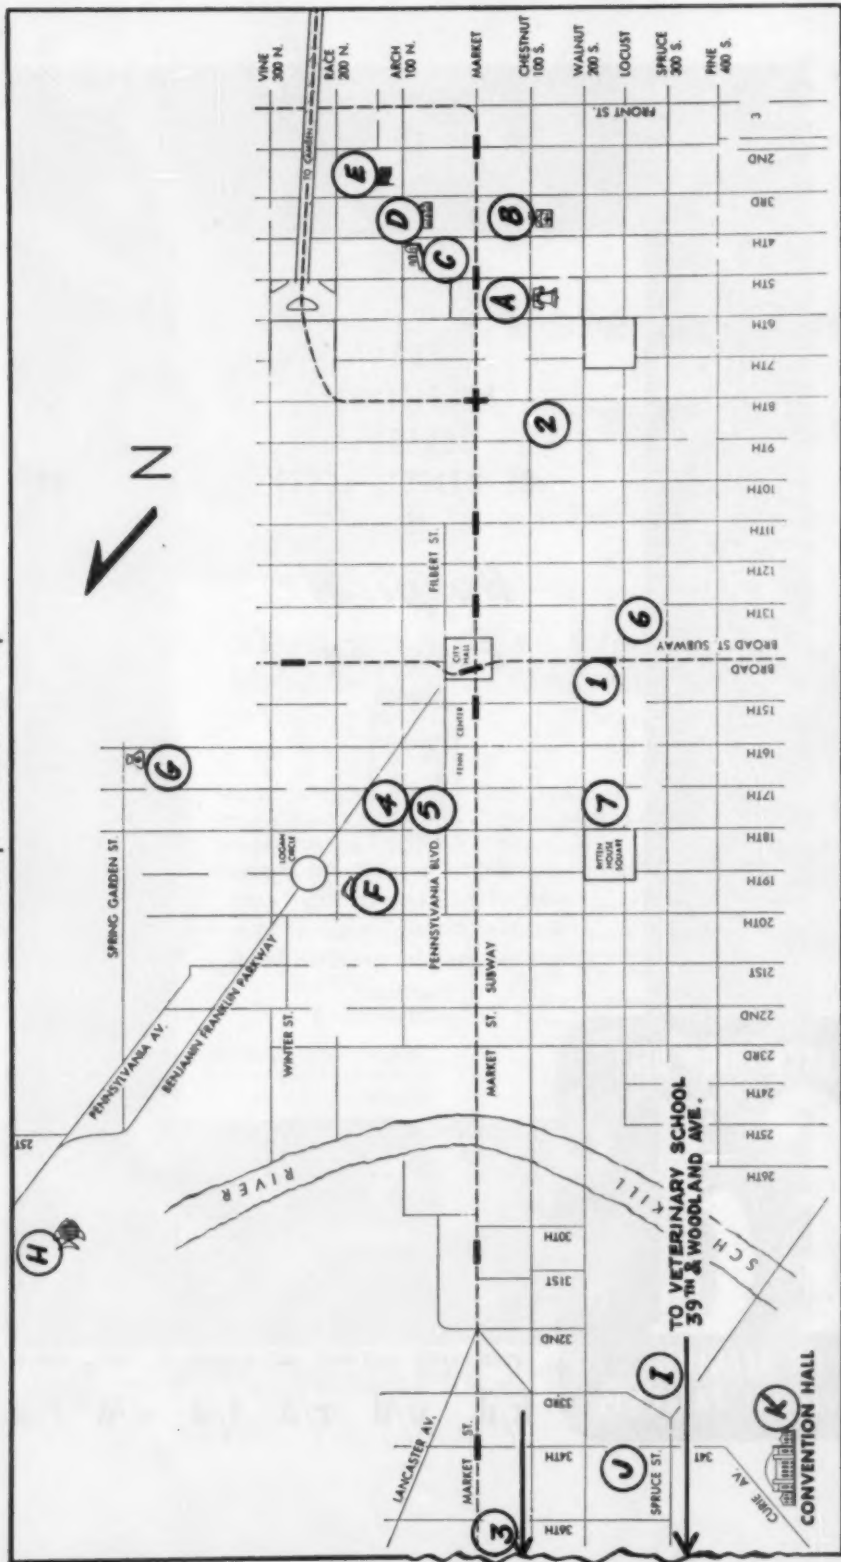 VINE
300 N.
RACE
200 N.
ARCH
100 N.
MARKET
CHESTNUT
100 S.
WALNUT
200 S.
LOCUST
SPRUCE
300 S.
PINE
400 S.
TO CAMDEN
FRONT ST.
2ND
3RD
4TH
5TH
6TH
7TH
8TH
9TH
10TH
11TH
12TH
13TH
BROAD ST. SUBWAY
BROAD
15TH
16TH
17TH
18TH
19TH
20TH
21ST
22ND
23RD
24TH
25TH
26TH
E
D
C
B
A
2
N
FILBERT ST.
CITY
HALL
6
1
PENN CENTER
G
4
5
7
SPRING GARDEN ST.
LOGAN
CIRCLE
F
PENNSYLVANIA BLVD
RITTEN
HOUSE
SQUARE
PENNSYLVANIA AV.
BENJAMIN FRANKLIN PARKWAY
WINTER ST.
MARKET ST. SUBWAY
25T
H
RIVER
SCH
KILL
30TH
31ST
32ND
33RD
34TH
36TH
TO VETERINARY SCHOOL
39TH & WOODLAND AVE.
LANCASTER AV.
MARKET ST.
3
I
J
SPRUCE ST.
34T
CURIE AV.
K
CONVENTION HALL